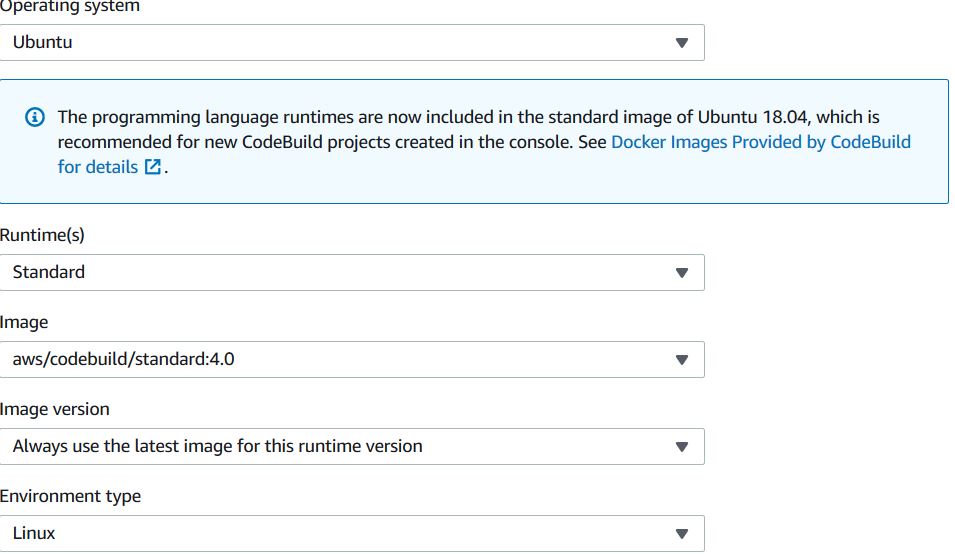 Operating system
Ubuntu
The programming language runtimes are now included in the standard image of Ubuntu 18.04, which is
recommended for new CodeBuild projects created in the console. See Docker Images Provided by CodeBuild
for details .
Runtime(s)
Standard
Image
aws/codebuild/standard:4.0
Image version
Always use the latest image for this runtime version
Environment type
Linux